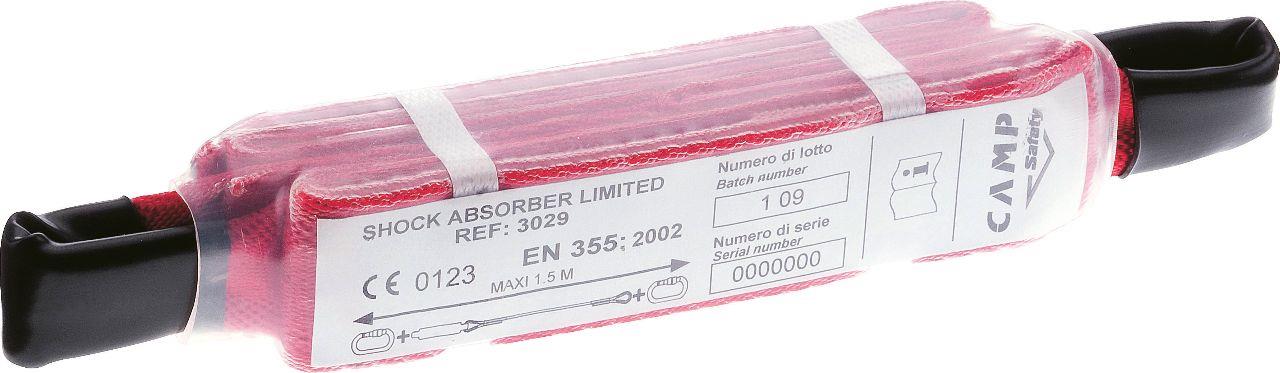 SHOCK ABSORBER LIMITED
REF: 3029
EN 355: 2002
CE 0123
MAXI 1.5 M
+ +
Numero di lotto
Batch number
1 09
Numero di serie
Serial number
0000000
i
CAMP
Safety